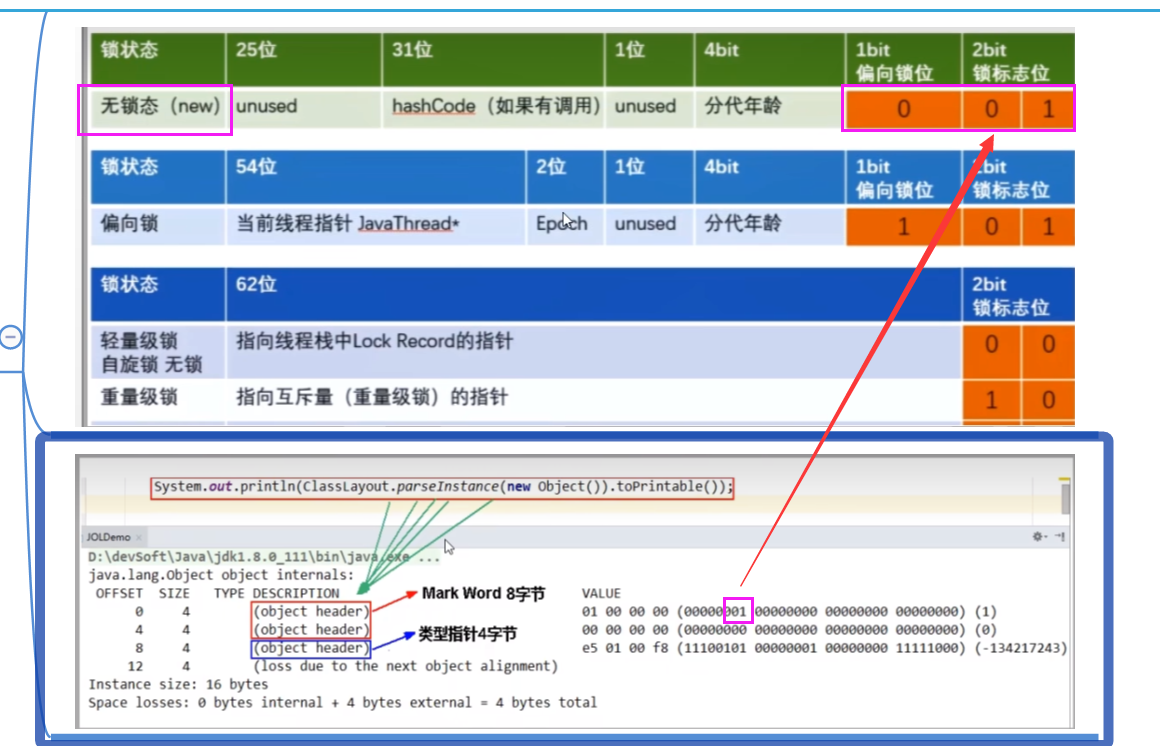 锁状态 25位 31位 1位 4bit 1bit 2bit
偏向锁位 锁标志位
无锁态（new） unused hashCode（如果有调用） unused 分代年龄 0 0 1
锁状态 54位 2位 1位 4bit 1bit 2bit
偏向锁位 锁标志位
偏向锁 当前线程指针 JavaThread* Epoch unused 分代年龄 1 0 1
锁状态 62位 2bit
锁标志位
轻量级锁 指向线程栈中Lock Record的指针 0 0
自旋锁 无锁
重量级锁 指向互斥量（重量级锁）的指针 1 0
System.out.println(ClassLayout.parseInstance(new Object()).toPrintable());
JOLDemo
D:\devSoft\Java\jdk1.8.0_111\bin\java.exe ...
java.lang.Object object internals:
OFFSET SIZE TYPE DESCRIPTION Mark Word 8字节 VALUE
0 4 (object header) 01 00 00 00 (00000001 00000000 00000000 00000000) (1)
4 4 (object header) 类型指针4字节 00 00 00 00 (00000000 00000000 00000000 00000000) (0)
8 4 (object header) e5 01 00 f8 (11100101 00000001 00000000 11111000) (-134217243)
12 4 (loss due to the next object alignment)
Instance size: 16 bytes
Space losses: 0 bytes internal + 4 bytes external = 4 bytes total